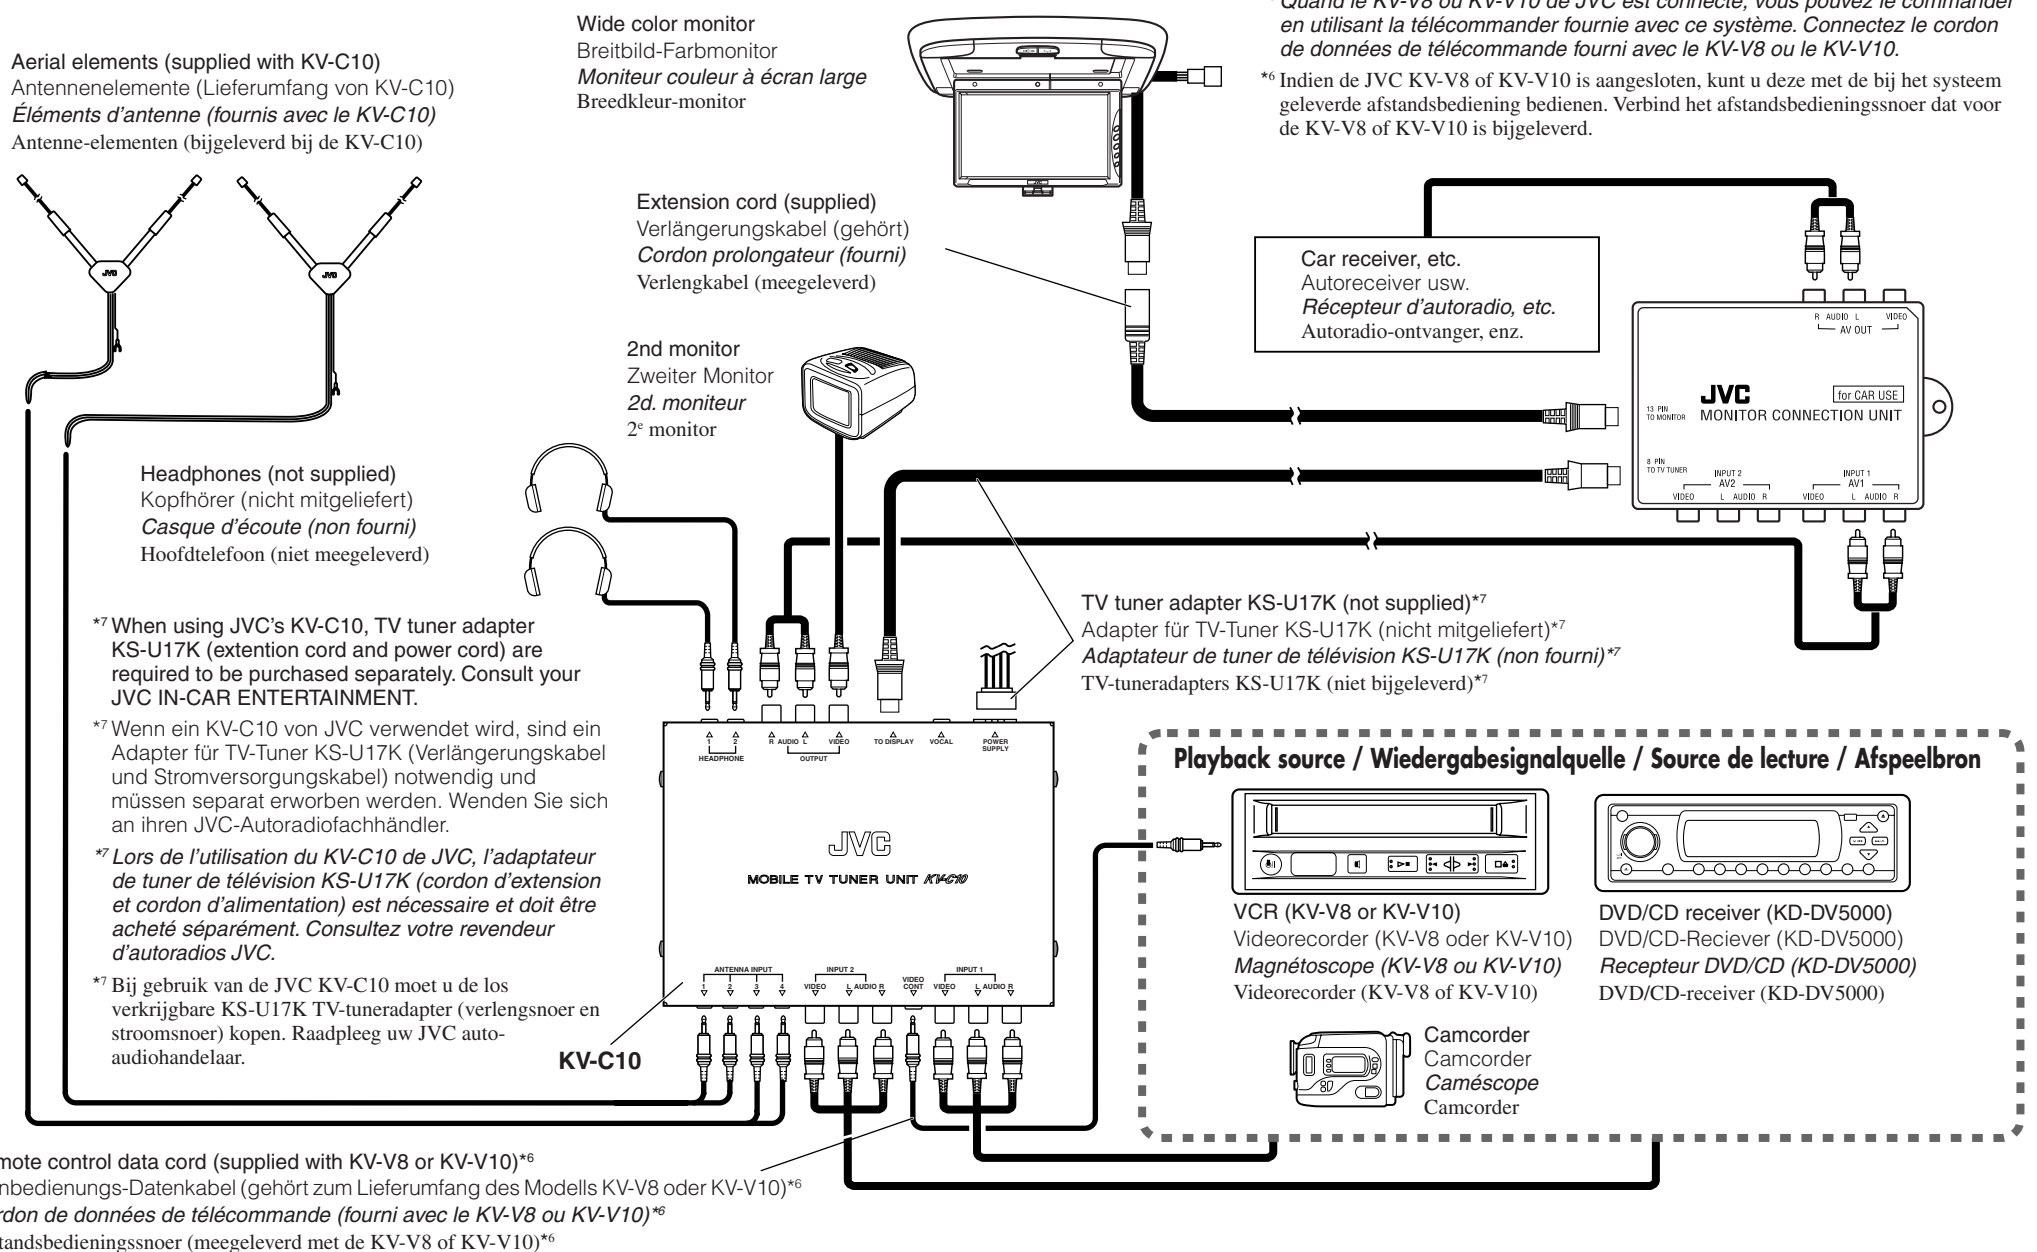 Aerial elements (supplied with KV-C10)
Antennenelemente (Lieferumfang von KV-C10)
Éléments d'antenne (fournis avec le KV-C10)
Antenne-elementen (bijgeleverd bij de KV-C10)
JVC
JVC
Wide color monitor
Breitbild-Farbmonitor
Moniteur couleur à écran large
Breedkleur-monitor
Quand le KV-V8 ou KV-V10 de JVC est connecté, vous pouvez le commander
en utilisant la télécommander fournie avec ce système. Connectez le cordon
de données de télécommande fourni avec le KV-V8 ou le KV-V10.
*6 Indien de JVC KV-V8 of KV-V10 is aangesloten, kunt u deze met de bij het systeem
geleverde afstandsbediening bedienen. Verbind het afstandsbedieningssnoer dat voor
de KV-V8 of KV-V10 is bijgeleverd.
Extension cord (supplied)
Verlängerungskabel (gehört)
Cordon prolongateur (fourni)
Verlengkabel (meegeleverd)
Car receiver, etc.
Autoreceiver usw.
Récepteur d'autoradio, etc.
Autoradio-ontvanger, enz.
R AUDIO L VIDEO
AV OUT
JVC
for CAR USE
MONITOR CONNECTION UNIT
13 PIN
TO MONITOR
8 PIN
TO TV TUNER
INPUT 2
AV2
VIDEO L AUDIO R
INPUT 1
AV1
VIDEO L AUDIO R
2nd monitor
Zweiter Monitor
2d. moniteur
2e monitor
Headphones (not supplied)
Kopfhörer (nicht mitgeliefert)
Casque d'écoute (non fourni)
Hoofdtelefoon (niet meegeleverd)
TV tuner adapter KS-U17K (not supplied)*7
Adapter für TV-Tuner KS-U17K (nicht mitgeliefert)*7
Adaptateur de tuner de télévision KS-U17K (non fourni)*7
TV-tuneradapters KS-U17K (niet bijgeleverd)*7
*7 When using JVC's KV-C10, TV tuner adapter
KS-U17K (extention cord and power cord) are
required to be purchased separately. Consult your
JVC IN-CAR ENTERTAINMENT.
*7 Wenn ein KV-C10 von JVC verwendet wird, sind ein
Adapter für TV-Tuner KS-U17K (Verlängerungskabel
und Stromversorgungskabel) notwendig und
müssen separat erworben werden. Wenden Sie sich
an ihren JVC-Autoradiofachhändler.
*7 Lors de l'utilisation du KV-C10 de JVC, l'adaptateur
de tuner de télévision KS-U17K (cordon d'extension
et cordon d'alimentation) est nécessaire et doit être
acheté séparément. Consultez votre revendeur
d'autoradios JVC.
*7 Bij gebruik van de JVC KV-C10 moet u de los
verkrijgbare KS-U17K TV-tuneradapter (verlengsnoer en
stroomsnoer) kopen. Raadpleeg uw JVC auto-
audiohandelaar.
1 2
HEADPHONE
R AUDIO L VIDEO
OUTPUT
TO DISPLAY
VOCAL
POWER
SUPPLY
JVC
MOBILE TV TUNER UNIT KV-C10
ANTENNA INPUT
1 2 3 4
INPUT 2
VIDEO L AUDIO R
VIDEO
CONT
INPUT 1
VIDEO L AUDIO R
KV-C10
Playback source / Wiedergabesignalquelle / Source de lecture / Afspeelbron
VCR (KV-V8 or KV-V10)
Videorecorder (KV-V8 oder KV-V10)
Magnétoscope (KV-V8 ou KV-V10)
Videorecorder (KV-V8 of KV-V10)
DVD/CD receiver (KD-DV5000)
DVD/CD-Reciever (KD-DV5000)
Recepteur DVD/CD (KD-DV5000)
DVD/CD-receiver (KD-DV5000)
Camcorder
Camcorder
Caméscope
Camcorder
mote control data cord (supplied with KV-V8 or KV-V10)*6
nbedienungs-Datenkabel (gehört zum Lieferumfang des Modells KV-V8 oder KV-V10)*6
rdon de données de télécommande (fourni avec le KV-V8 ou KV-V10)*6
tandsbedieningssnoer (meegeleverd met de KV-V8 of KV-V10)*6